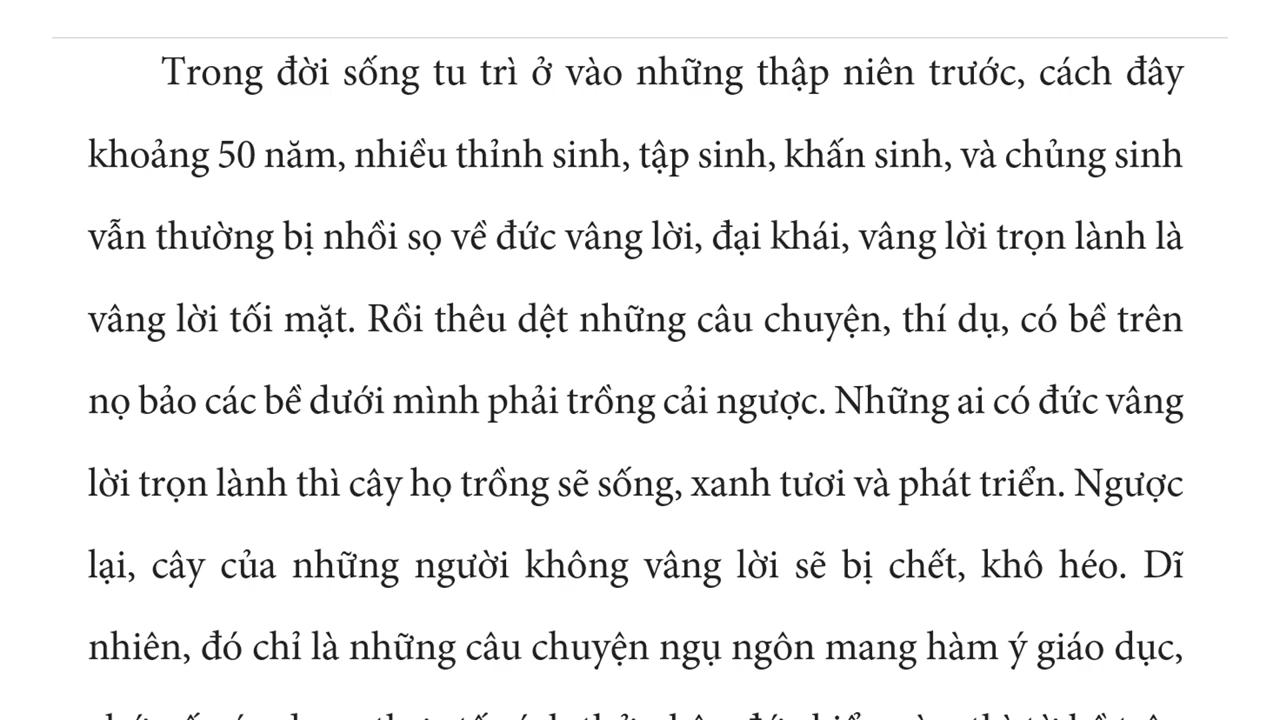 Trong đời sống tu trì ở vào những thập niên trước, cách đây
khoảng 50 năm, nhiều thỉnh sinh, tập sinh, khấn sinh, và chủng sinh
vẫn thường bị nhồi sọ về đức vâng lời, đại khái, vâng lời trọn lành là
vâng lời tối mặt. Rồi thêu dệt những câu chuyện, thí dụ, có bề trên
nọ bảo các bề dưới mình phải trồng cải ngược. Những ai có đức vâng
lời trọn lành thì cây họ trồng sẽ sống, xanh tươi và phát triển. Ngược
lại, cây của những người không vâng lời sẽ bị chết, khô héo. Dĩ
nhiên, đó chỉ là những câu chuyện ngụ ngôn mang hàm ý giáo dục,